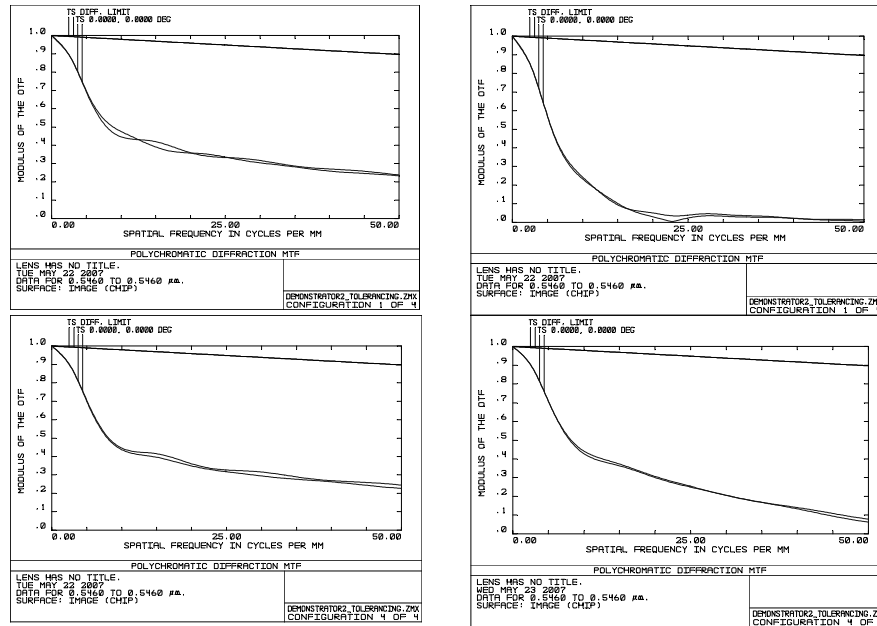 TS DIFF. LIMIT
TS 0.0000, 0.0000 DEG
1.0
.9
.8
.7
.6
.5
.4
.3
.2
.1
.0
MODULUS OF THE OTF
0.00 25.00 50.00
SPATIAL FREQUENCY IN CYCLES PER MM
POLYCHROMATIC DIFFRACTION MTF
LENS HAS NO TITLE.
TUE MAY 22 2007
DATA FOR 0.5460 TO 0.5460 µm.
SURFACE: IMAGE (CHIP)
DEMONSTRATOR2_TOLERANCING.ZMX
CONFIGURATION 1 OF 4
TS DIFF. LIMIT
TS 0.0000, 0.0000 DEG
1.0
.9
.8
.7
.6
.5
.4
.3
.2
.1
.0
MODULUS OF THE OTF
0.00 25.00 50.00
SPATIAL FREQUENCY IN CYCLES PER MM
POLYCHROMATIC DIFFRACTION MTF
LENS HAS NO TITLE.
TUE MAY 22 2007
DATA FOR 0.5460 TO 0.5460 µm.
SURFACE: IMAGE (CHIP)
DEMONSTRATOR2_TOLERANCING.ZM
CONFIGURATION 1 OF
TS DIFF. LIMIT
TS 0.0000, 0.0000 DEG
1.0
.9
.8
.7
.6
.5
.4
.3
.2
.1
.0
MODULUS OF THE OTF
0.00 25.00 50.00
SPATIAL FREQUENCY IN CYCLES PER MM
POLYCHROMATIC DIFFRACTION MTF
LENS HAS NO TITLE.
TUE MAY 22 2007
DATA FOR 0.5460 TO 0.5460 µm.
SURFACE: IMAGE (CHIP)
DEMONSTRATOR2_TOLERANCING.ZMX
CONFIGURATION 4 OF 4
TS DIFF. LIMIT
TS 0.0000, 0.0000 DEG
1.0
.9
.8
.7
.6
.5
.4
.3
.2
.1
.0
MODULUS OF THE OTF
0.00 25.00 50.00
SPATIAL FREQUENCY IN CYCLES PER MM
POLYCHROMATIC DIFFRACTION MTF
LENS HAS NO TITLE.
WED MAY 23 2007
DATA FOR 0.5460 TO 0.5460 µm.
SURFACE: IMAGE (CHIP)
DEMONSTRATOR2_TOLERANCING.ZM
CONFIGURATION 4 OF